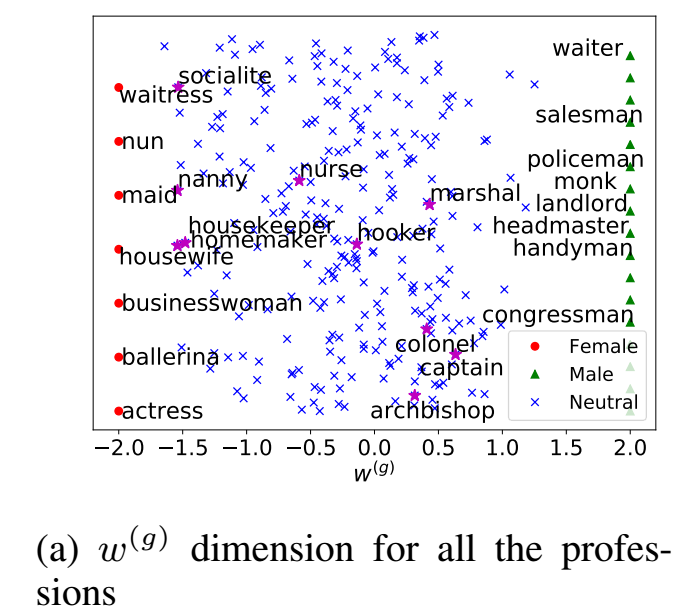 waiter
socialite
waitress
salesman
nun
policeman
nanny
nurse
monk
maid
marshal
landlord
housekeeper
headmaster
homemaker
hooker
handyman
housewife
businesswoman
congressman
colonel
Female
ballerina
captain
Male
Neutral
actress
archbishop
−2.0 −1.5 −1.0 −0.5 0.0 0.5 1.0 1.5 2.0
w(g)
(a) w(g) dimension for all the profes-
sions